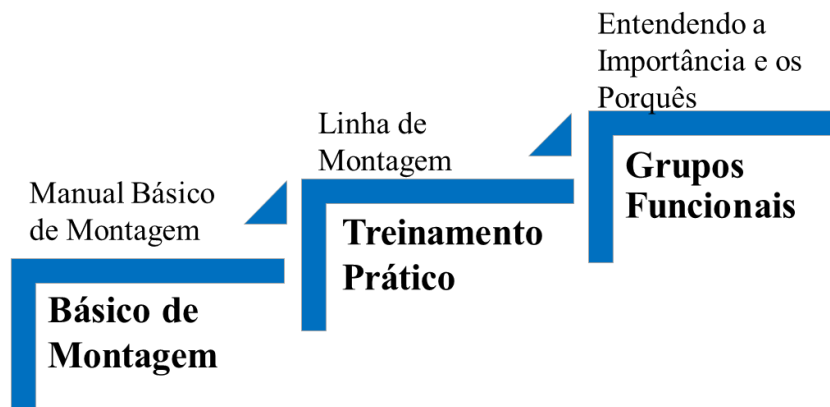 Manual Básico
de Montagem
Básico de
Montagem
Linha de
Montagem
Treinamento
Prático
Entendendo a
Importância e os
Porquês
Grupos
Funcionais